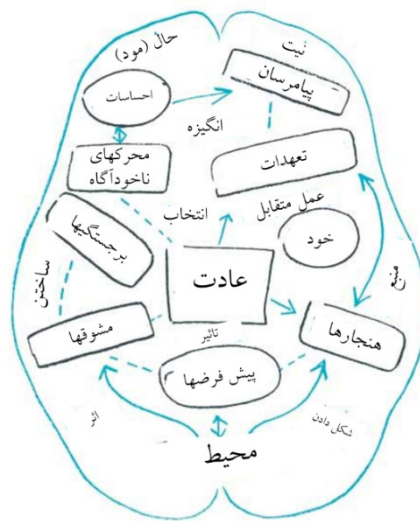 حال (مود)
نیت
احساسات
پیامرسان
انگیزه
محرکهای
ناخودآگاه
تعهدات
انتخاب
عمل متقابل
برجستگیها
خود
ساختن
عادت
منبع
مشوقها
هنجارها
تاثیر
پیش فرضها
اثر
شکل دادن
محیط